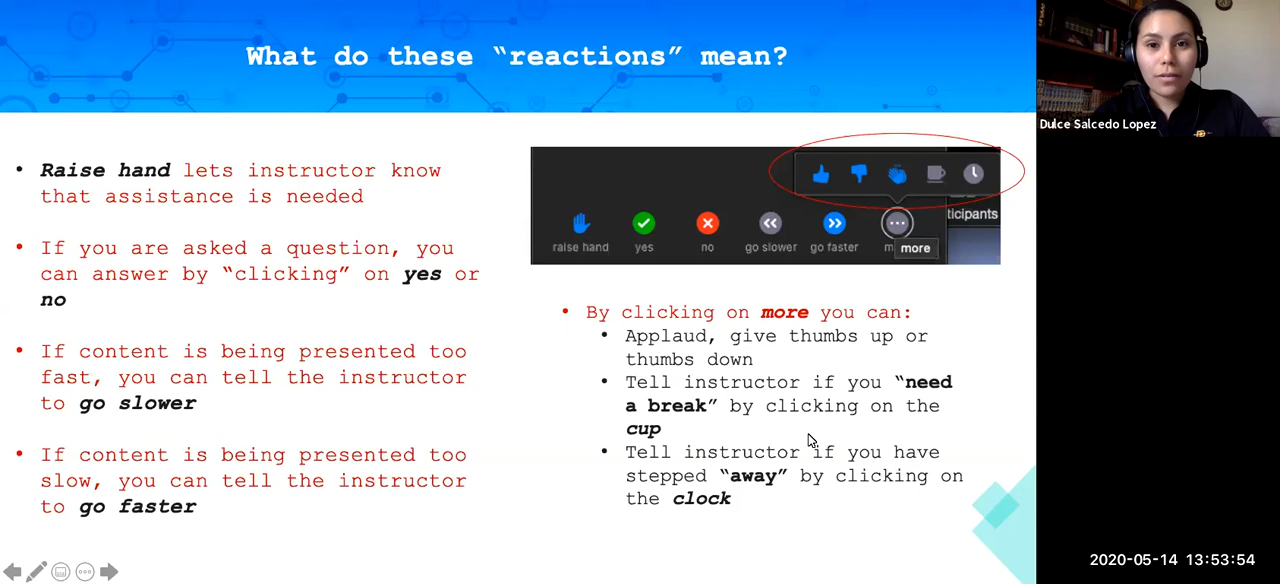 What do these “reactions” mean?
Dulce Salcedo Lopez
• Raise hand lets instructor know
that assistance is needed
• If you are asked a question, you
can answer by “clicking” on yes or
no
• If content is being presented too
fast, you can tell the instructor
to go slower
• If content is being presented too
slow, you can tell the instructor
to go faster
ticipants
raise hand yes no go slower go faster m more
• By clicking on more you can:
• Applaud, give thumbs up or
thumbs down
• Tell instructor if you “need
a break” by clicking on the
cup
• Tell instructor if you have
stepped “away” by clicking on
the clock
2020-05-14 13:53:54